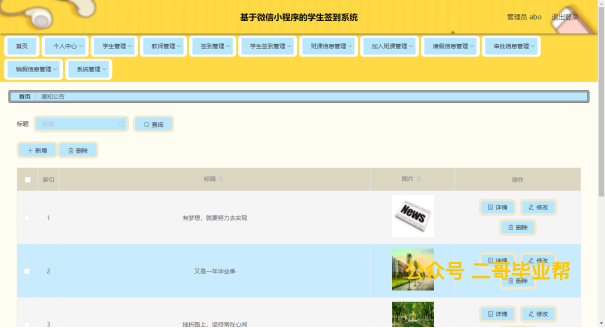 基于微信小程序的学生签到系统
管理员 abo 退出登录
首页 个人中心 学生管理 教师管理 签到管理 学生签到管理 班课信息管理 加入班课管理 请假信息管理 审批信息管理
销假信息管理 系统管理
首页 / 通知公告
标题 标题 查询
+ 新增 删除
索引 标题 图片 操作
1 有梦想，就要努力去实现 News 详情 修改
删除
2 又是一年毕业季 详情 修改
删除
公众号 二哥毕业帮
3 挫折路上，坚持常在心间 详情 修改